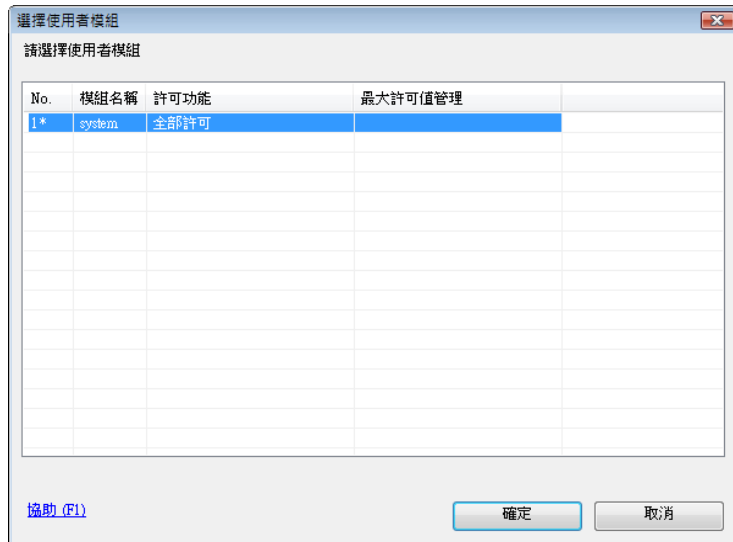 選擇使用者模組
請選擇使用者模組
No. 模組名稱 許可功能 最大許可值管理
1* system 全部許可
協助 (F1) 確定 取消